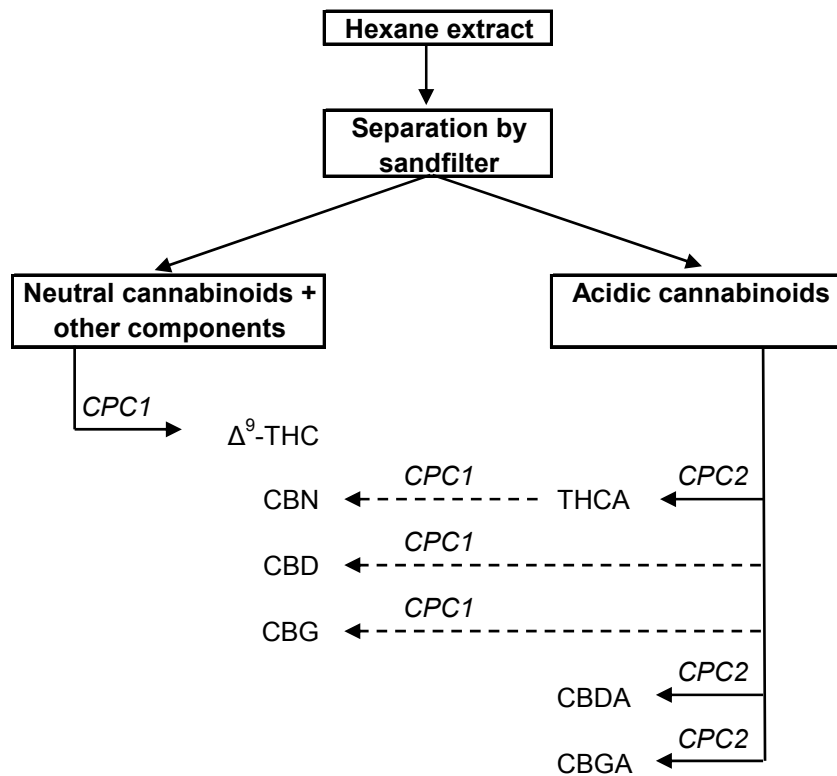 Hexane extract
Separation by
sandfilter
Neutral cannabinoids +
other components
Acidic cannabinoids
CPC1
Δ⁹-THC
CBN
CPC1
THCA
CPC2
CBD
CPC1
CBG
CPC1
CBDA
CPC2
CBGA
CPC2